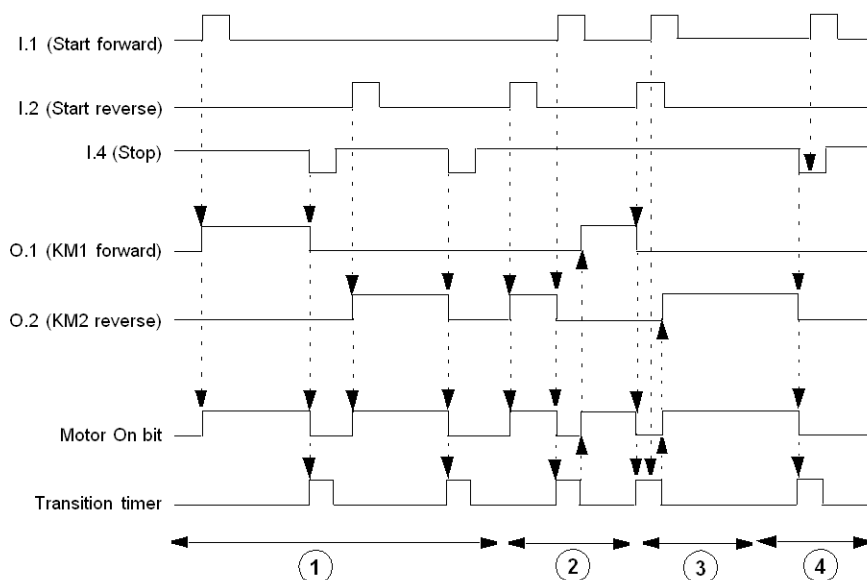 I.1 (Start forward)
I.2 (Start reverse)
I.4 (Stop)
O.1 (KM1 forward)
O.2 (KM2 reverse)
Motor On bit
Transition timer
1 2 3 4